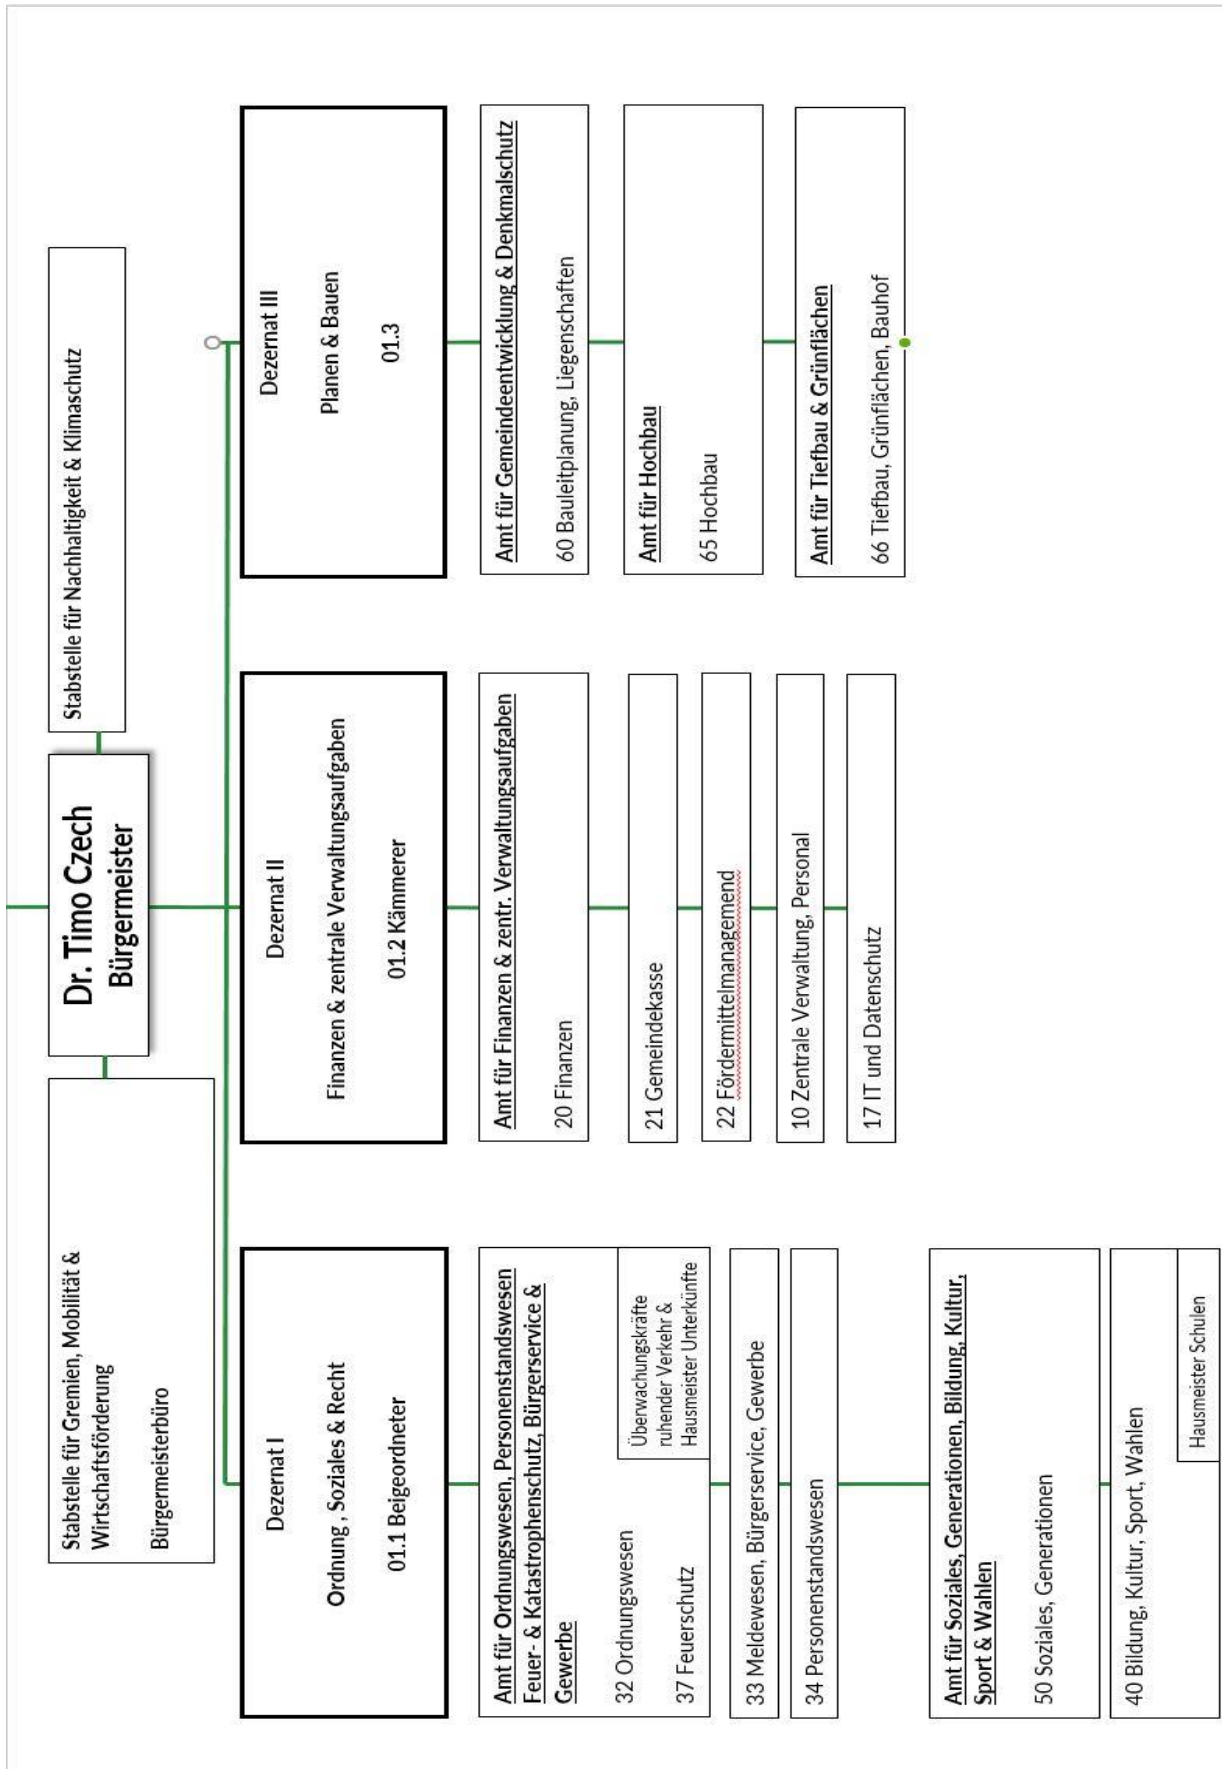 Stabstelle für Gremien, Mobilität &
Wirtschaftsförderung
Bürgermeisterbüro
Dr. Timo Czech
Bürgermeister
Stabstelle für Nachhaltigkeit & Klimaschutz
Dezernat I
Ordnung , Soziales & Recht
01.1 Beigeordneter
Amt für Ordnungswesen, Personenstandswesen
Feuer- & Katastrophenschutz, Bürgerservice &
Gewerbe
32 Ordnungswesen
37 Feuerschutz
Überwachungskräfte
ruhender Verkehr &
Hausmeister Unterkünfte
33 Meldewesen, Bürgerservice, Gewerbe
34 Personenstandswesen
Amt für Soziales, Generationen, Bildung, Kultur,
Sport & Wahlen
50 Soziales, Generationen
40 Bildung, Kultur, Sport, Wahlen
Hausmeister Schulen
Dezernat II
Finanzen & zentrale Verwaltungsaufgaben
01.2 Kämmerer
Amt für Finanzen & zentr. Verwaltungsaufgaben
20 Finanzen
21 Gemeindekasse
22 Fördermittelmanagemend
10 Zentrale Verwaltung, Personal
17 IT und Datenschutz
Dezernat III
Planen & Bauen
01.3
Amt für Gemeindeentwicklung & Denkmalschutz
60 Bauleitplanung, Liegenschaften
Amt für Hochbau
65 Hochbau
Amt für Tiefbau & Grünflächen
66 Tiefbau, Grünflächen, Bauhof